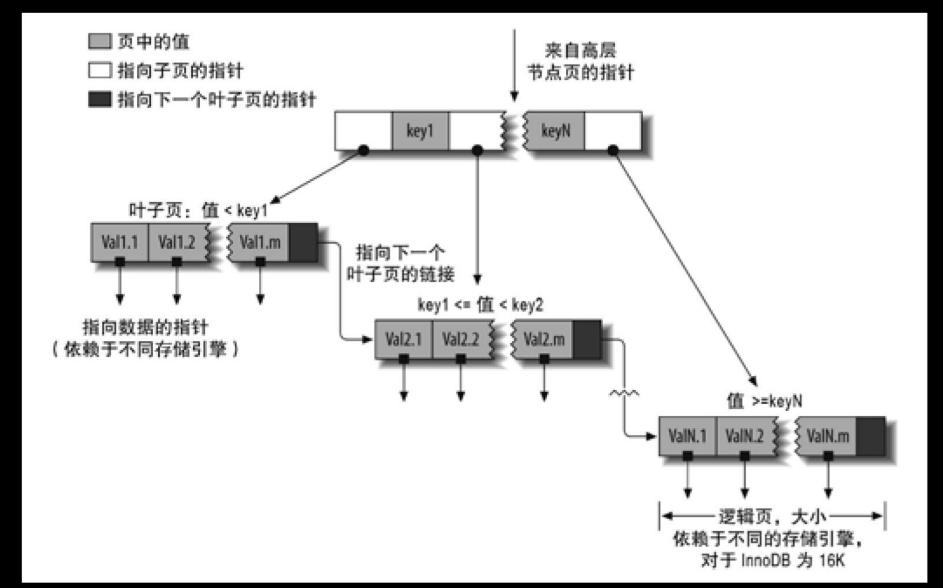 页中的值
指向子页的指针
指向下一个叶子页的指针
来自高层
节点页的指针
key1
keyN
叶子页：值 < key1
Val1.1
Val1.2
Val1.m
指向下一个
叶子页的链接
指向数据的指针
（依赖于不同存储引擎）
key1 <= 值 < key2
Val2.1
Val2.2
Val2.m
值 >=keyN
ValN.1
ValN.2
ValN.m
逻辑页，大小
依赖于不同的存储引擎，
对于 InnoDB 为 16K